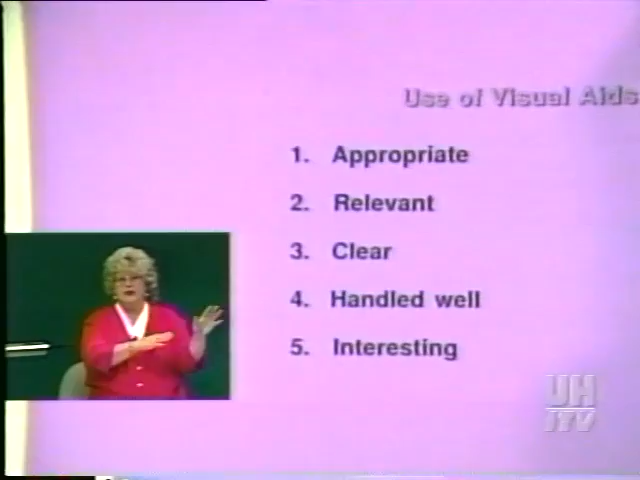 Use of Visual Aids
1. Appropriate
2. Relevant
3. Clear
4. Handled well
5. Interesting
UH
ITV